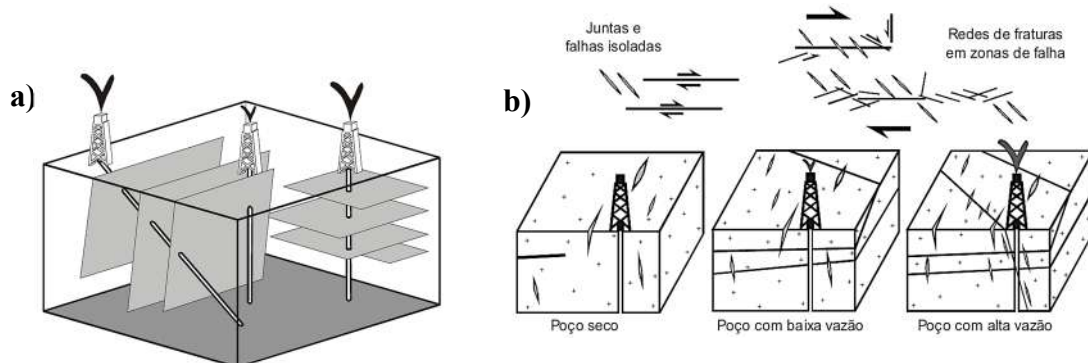 a)
b)
Juntas e
falhas isoladas
Redes de fraturas
em zonas de falha
Poço seco
Poço com baixa vazão
Poço com alta vazão